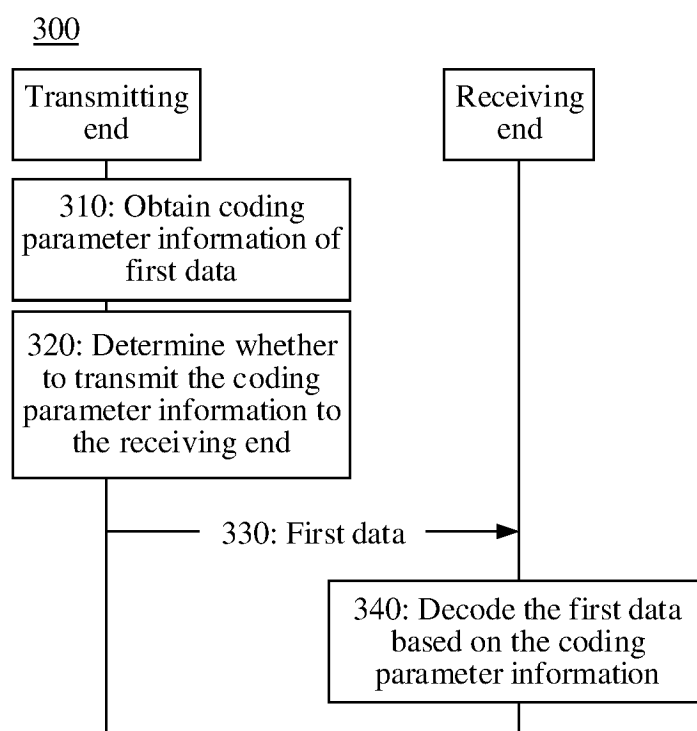 300
Transmitting
end
Receiving
end
310: Obtain coding
parameter information of
first data
320: Determine whether
to transmit the coding
parameter information to
the receiving end
330: First data
340: Decode the first data
based on the coding
parameter information